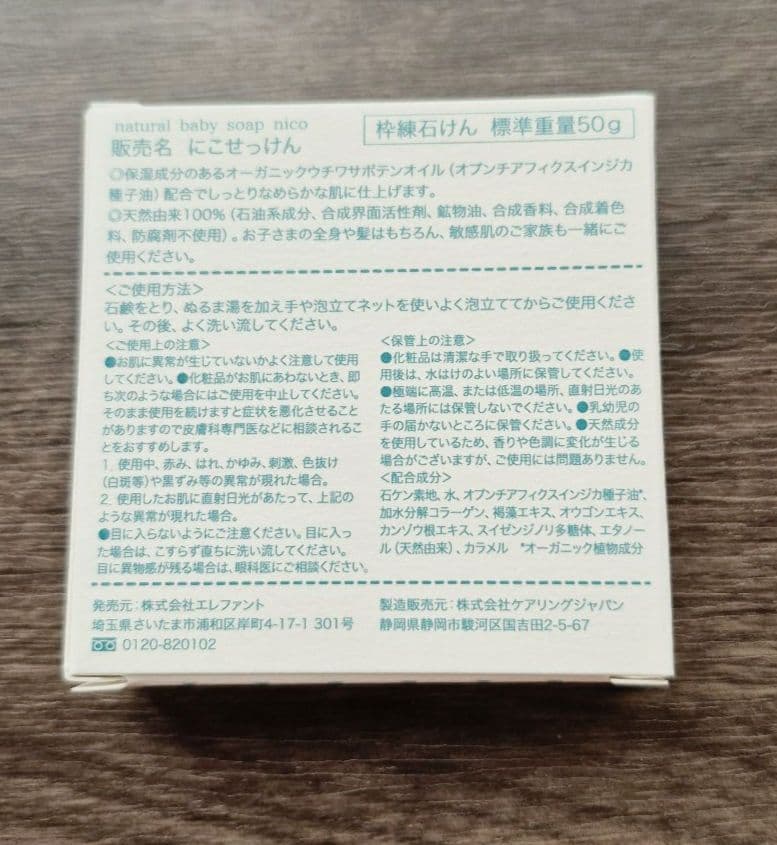 natural baby soap nico
販売名 にこせっけん
枠練石けん 標準重量50g
◎保湿成分のあるオーガニックウチワサボテンオイル（オプンチアフィクスインジカ
種子油）配合でしっとりなめらかな肌に仕上げます。
◎天然由来100%（石油系成分、合成界面活性剤、鉱物油、合成香料、合成着色
料、防腐剤不使用）。お子さまの全身や髪はもちろん、敏感肌のご家族も一緒にご
使用ください。
＜ご使用方法＞
石鹸をとり、ぬるま湯を加え手や泡立てネットを使いよく泡立ててからご使用くださ
い。その後、よく洗い流してください。
＜ご使用上の注意＞
●お肌に異常が生じていないかよく注意して使用
してください。●化粧品がお肌にあわないとき、即
ち次のような場合にはご使用を中止してください。
そのまま使用を続けますと症状を悪化させること
がありますので皮膚科専門医などに相談されるこ
とをおすすめします。
1. 使用中、赤み、はれ、かゆみ、刺激、色抜け
（白斑等）や黒ずみ等の異常が現れた場合。
2. 使用したお肌に直射日光があたって、上記の
ような異常が現れた場合。
●目に入らないようにご注意ください。目に入っ
た場合は、こすらず直ちに洗い流してください。
目に異物感が残る場合は、眼科医にご相談ください。
＜保管上の注意＞
●化粧品は清潔な手で取り扱ってください。●使
用後は、水はけのよい場所に保管してください。
●極端に高温、または低温の場所、直射日光のあ
たる場所には保管しないでください。●乳幼児の
手の届かないところに保管ください。●天然成分
を使用しているため、香りや色調に変化が生じる
場合がございますが、ご使用には問題ありません。
＜配合成分＞
石ケン素地、水、オプンチアフィクスインジカ種子油*、
加水分解コラーゲン、褐藻エキス、オウゴンエキス、
カンゾウ根エキス、スイゼンジノリ多糖体、エタノー
ル（天然由来）、カラメル *オーガニック植物成分
発売元：株式会社エレファント
埼玉県さいたま市浦和区岸町4-17-1 301号
0120-820102
製造販売元：株式会社ケアリングジャパン
静岡県静岡市駿河区国吉田2-5-67